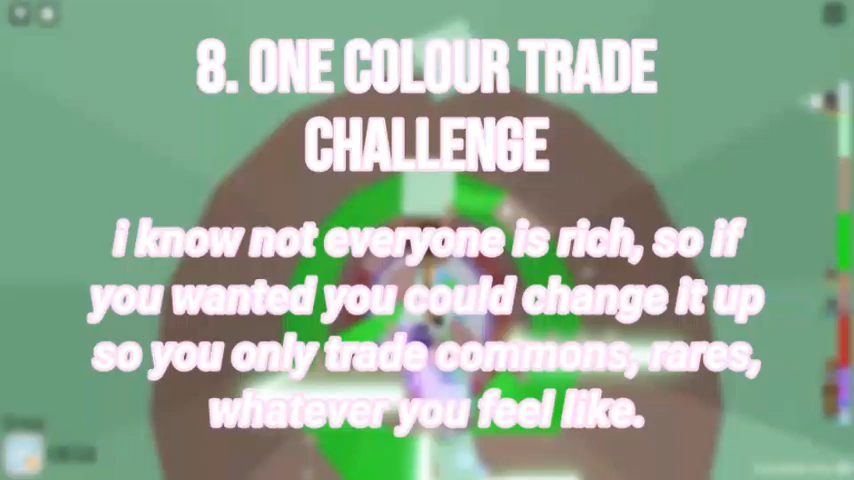 8. ONE COLOUR TRADE
CHALLENGE
i know not everyone is rich, so if
you wanted you could change it up
so you only trade commons, rares,
whatever you feel like.